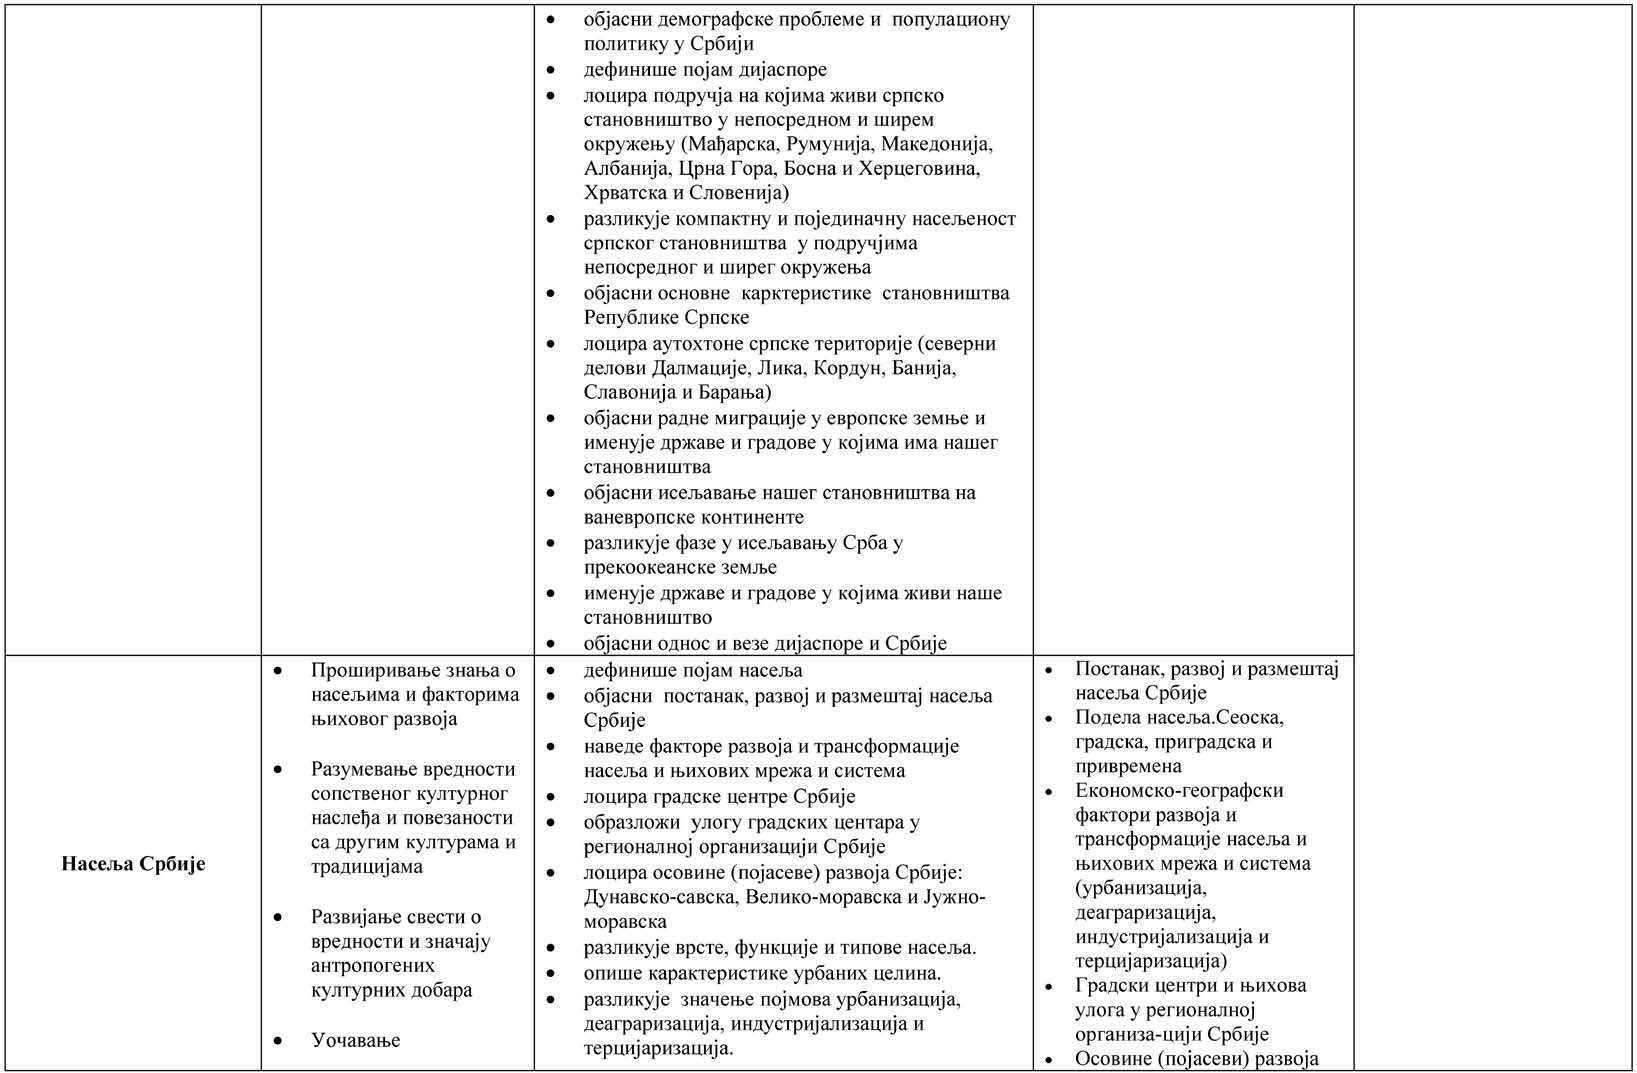 објасни демографске проблеме и популациону
политику у Србији
дефинише појам дијаспоре
лоцира подручја на којима живи српско
становништво у непосредном и ширем
окружењу (Мађарска, Румунија, Македонија,
Албанија, Црна Гора, Босна и Херцеговина,
Хрватска и Словенија)
разликује компактну и појединачну насељеност
српског становништва у подручјима
непосредног и ширег окружења
објасни основне карктеристике становништва
Републике Српске
лоцира аутохтоне српске територије (северни
делови Далмације, Лика, Кордун, Банија,
Славонија и Барања)
објасни радне миграције у европске земње и
именује државе и градове у којима има нашег
становништва
објасни исељавање нашег становништва на
ваневропске континенте
разликује фазе у исељавању Срба у
прекоокеанске земље
именује државе и градове у којима живи наше
становништво
објасни однос и везе дијаспоре и Србије
Насеља Србије
Проширивање знања о
насељима и факторима
њиховог развоја
Разумевање вредности
сопственог културног
наслеђа и повезаности
са другим културама и
традицијама
Развијање свести о
вредности и значају
антропогених
културних добара
Уочавање
дефинише појам насеља
објасни постанак, развој и размештај насеља
Србије
наведе факторе развоја и трансформације
насеља и њихових мрежа и система
лоцира градске центре Србије
образложи улогу градских центара у
регионалној организацији Србије
лоцира осовине (појасеве) развоја Србије:
Дунавско-савска, Велико-моравска и Јужно-
моравска
разликује врсте, функције и типове насеља.
опише карактеристике урбаних целина.
разликује значење појмова урбанизација,
деаграризација, индустријализација и
терцијаризација.
Постанак, развој и размештај
насеља Србије
Подела насеља.Сеоска,
градска, приградска и
привремена
Економско-географски
фактори развоја и
трансформације насеља и
њихових мрежа и система
(урбанизација,
деаграризација,
индустријализација и
терцијаризација)
Градски центри и њихова
улога у регионалној
организа-цији Србије
Осовине (појасеви) развоја